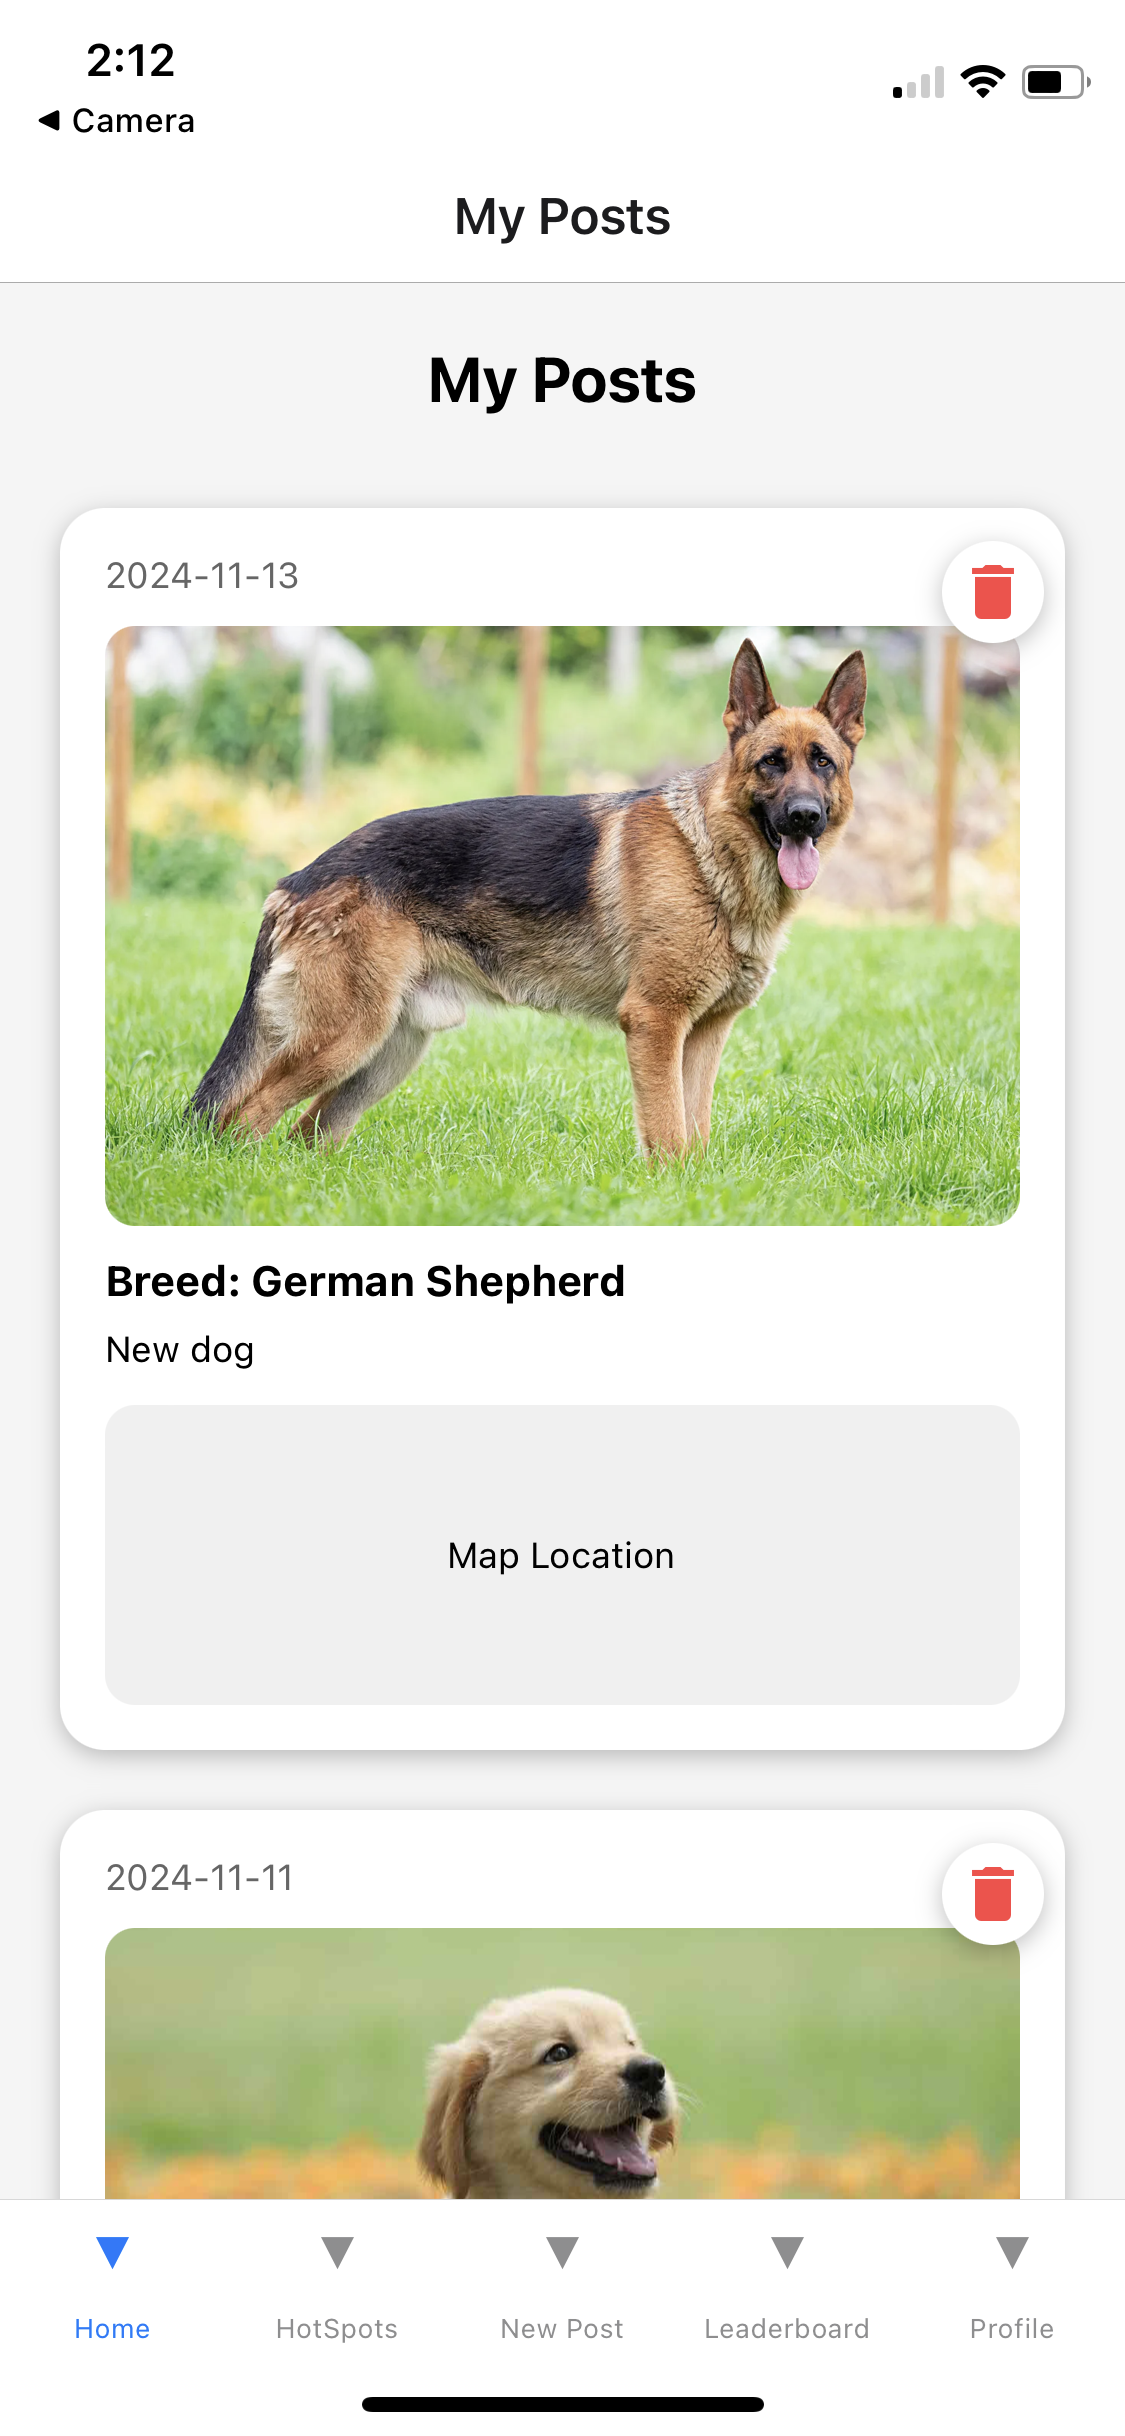 2:12
◀ Camera
My Posts
My Posts
2024-11-13
Breed: German Shepherd
New dog
Map Location
2024-11-11
Home
HotSpots
New Post
Leaderboard
Profile